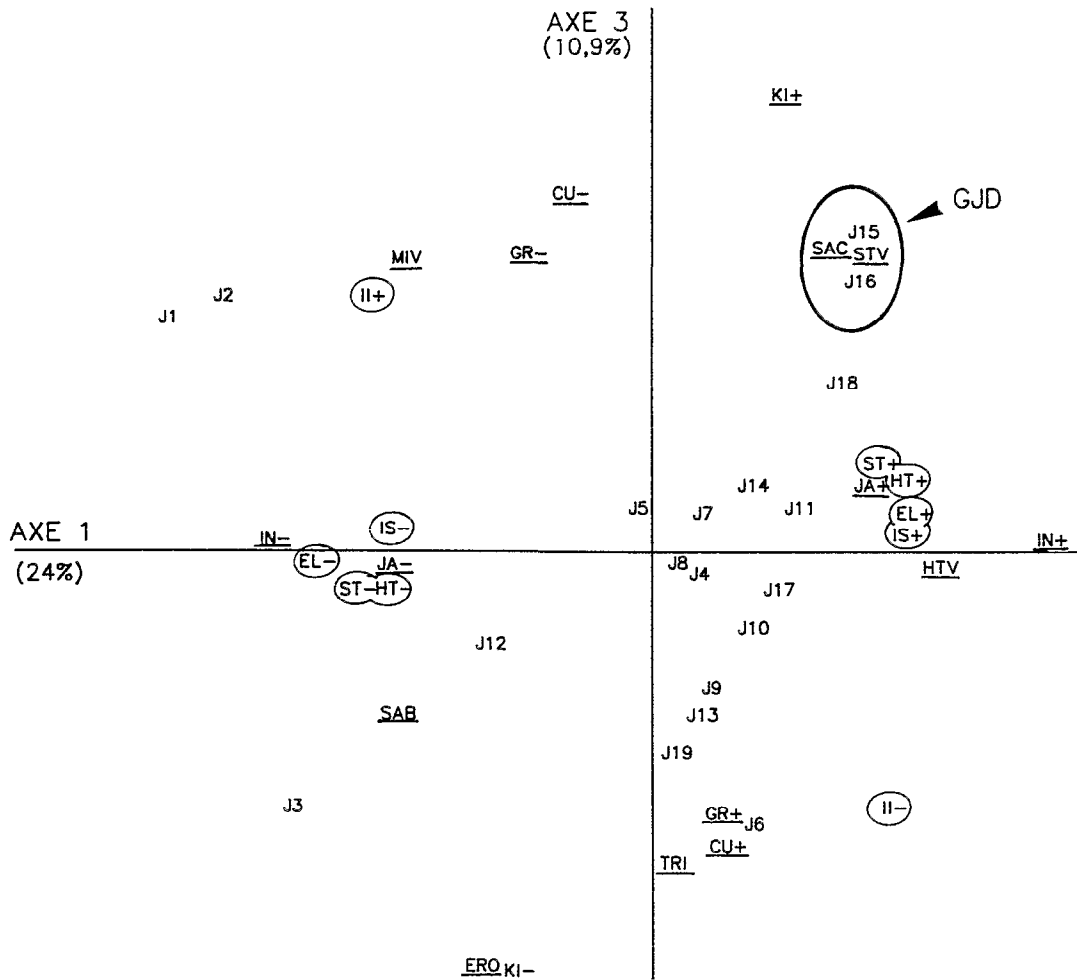 AXE 3
(10,9%)
KI+
CU-
GJD
J15
SAC STV
J16
MIV
GR-
II+
J2
J1
J18
ST+
HT+
JA+
J14
J11
J5
J7
EL+
IS+
AXE 1
(24%)
IN-
IS-
IN+
EL-
JA-
ST- HT-
J8
J4
HTV
J17
J10
J12
J9
SAB
J13
J19
J3
II-
GR+ J6
CU+
TRI
ERO KI-